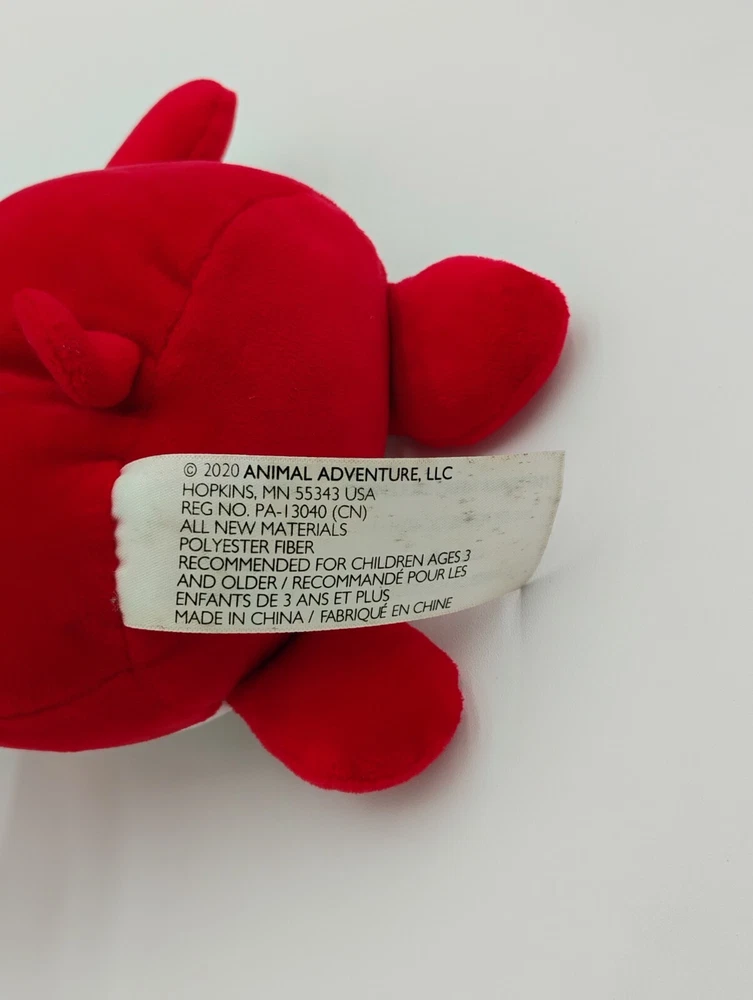 © 2020 ANIMAL ADVENTURE, LLC
HOPKINS, MN 55343 USA
REG NO. PA-13040 (CN)
ALL NEW MATERIALS
POLYESTER FIBER
RECOMMENDED FOR CHILDREN AGES 3
AND OLDER / RECOMMANDÉ POUR LES
ENFANTS DE 3 ANS ET PLUS
MADE IN CHINA / FABRIQUÉ EN CHINE